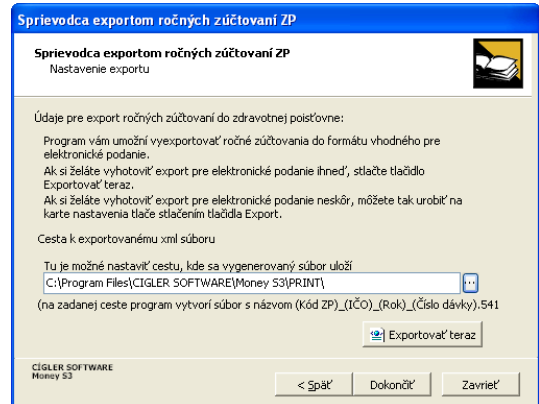 Sprievodca exportom ročných zúčtovaní ZP
Sprievodca exportom ročných zúčtovaní ZP
Nastavenie exportu
Údaje pre export ročných zúčtovaní do zdravotnej poisťovne:
Program vám umožní vyexportovať ročné zúčtovania do formátu vhodného pre
elektronické podanie.
Ak si želáte vyhotoviť export pre elektronické podanie ihneď, stlačte tlačidlo
Exportovať teraz.
Ak si želáte vyhotoviť export pre elektronické podanie neskôr, môžete tak urobiť na
karte nastavenia tlače stlačením tlačidla Export.
Cesta k exportovanému xml súboru
Tu je možné nastaviť cestu, kde sa vygenerovaný súbor uloží
C:\Program Files\CIGLER SOFTWARE\Money S3\PRINT\
...
(na zadanej ceste program vytvorí súbor s názvom (Kód ZP)_(IČO)_(Rok)_(Číslo dávky).541
Exportovať teraz
CÍGLER SOFTWARE
Money S3
< Späť Dokončiť Zavrieť